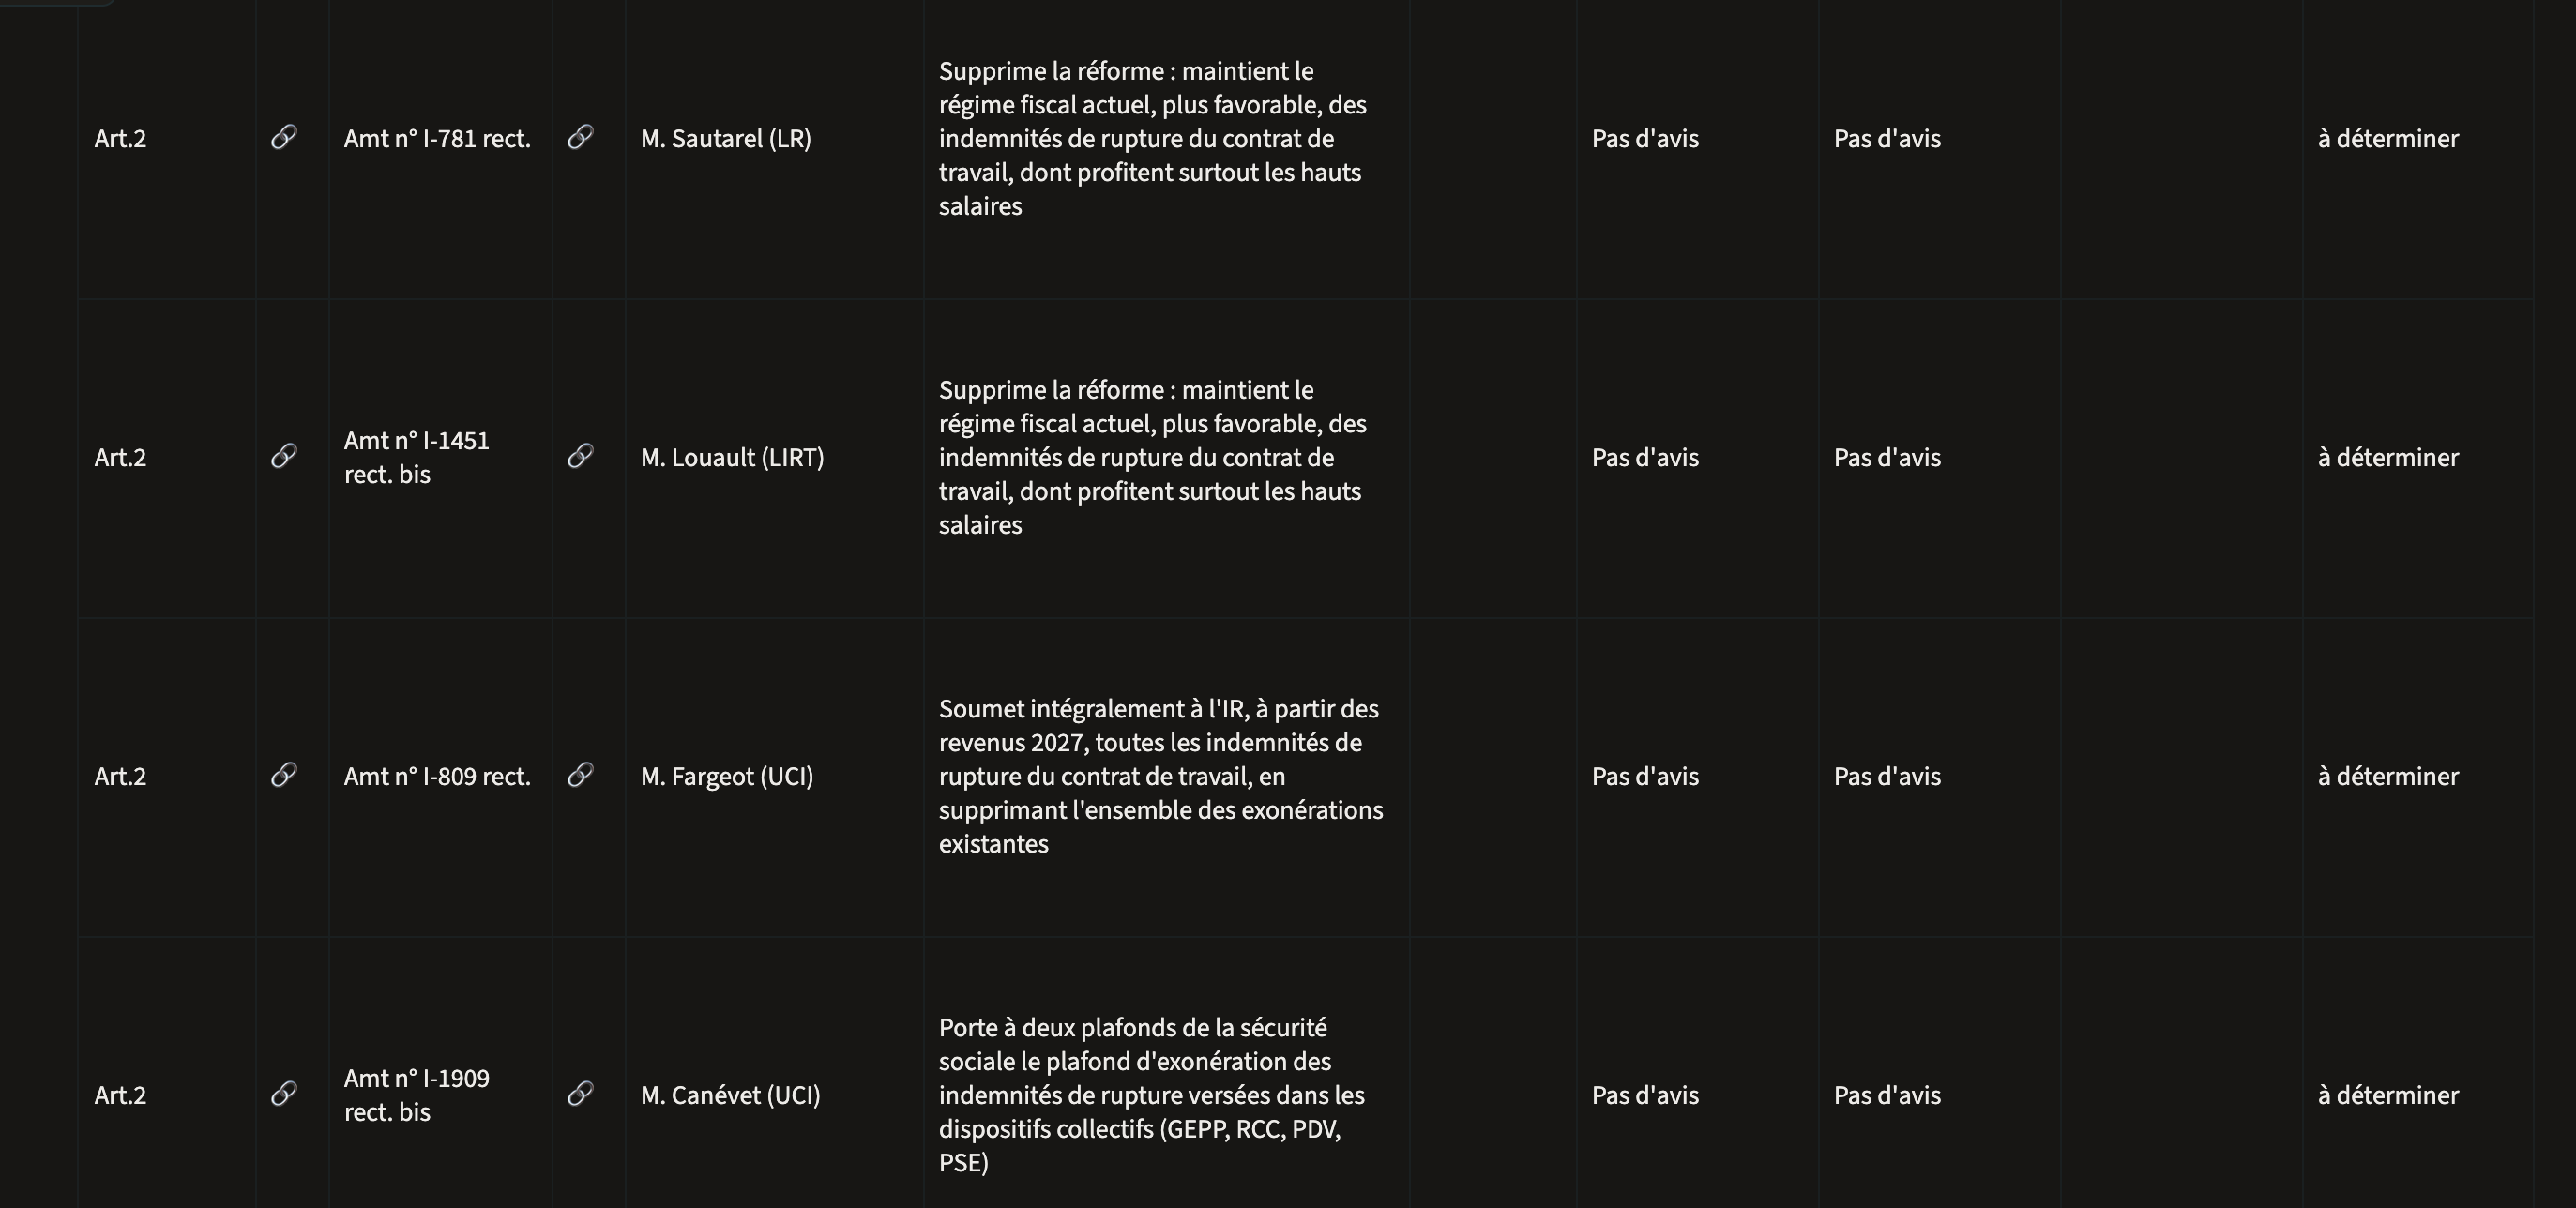 Supprime la réforme : maintient le
régime fiscal actuel, plus favorable, des
Art.2 Amt n° I-781 rect. M. Sautarel (LR) indemnités de rupture du contrat de Pas d'avis Pas d'avis à déterminer
travail, dont profitent surtout les hauts
salaires
Supprime la réforme : maintient le
régime fiscal actuel, plus favorable, des
Art.2 Amt n° I-1451 rect. bis M. Louault (LIRT) indemnités de rupture du contrat de Pas d'avis Pas d'avis à déterminer
travail, dont profitent surtout les hauts
salaires
Soumet intégralement à l'IR, à partir des
revenus 2027, toutes les indemnités de
Art.2 Amt n° I-809 rect. M. Fargeot (UCI) rupture du contrat de travail, en Pas d'avis Pas d'avis à déterminer
supprimant l'ensemble des exonérations
existantes
Porte à deux plafonds de la sécurité
sociale le plafond d'exonération des
Art.2 Amt n° I-1909 rect. bis M. Canévet (UCI) indemnités de rupture versées dans les Pas d'avis Pas d'avis à déterminer
dispositifs collectifs (GEPP, RCC, PDV,
PSE)